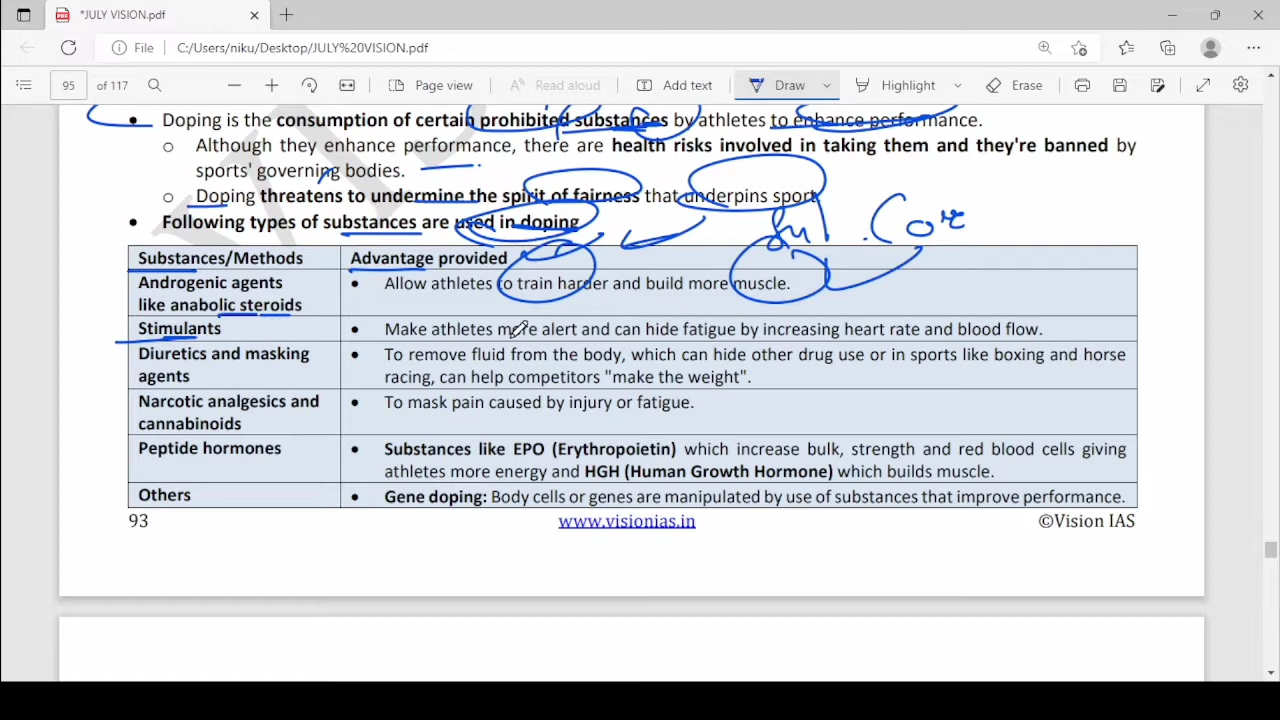 *JULY VISION.pdf
File C:/Users/niku/Desktop/JULY%20VISION.pdf
95 of 117 Page view Read aloud Add text Draw Highlight Erase
• Doping is the consumption of certain prohibited substances by athletes to enhance performance.
o Although they enhance performance, there are health risks involved in taking them and they're banned by
sports' governing bodies.
o Doping threatens to undermine the spirit of fairness that underpins sport.
• Following types of substances are used in doping
Substances/Methods Advantage provided
Androgenic agents
like anabolic steroids
• Allow athletes to train harder and build more muscle.
Stimulants • Make athletes more alert and can hide fatigue by increasing heart rate and blood flow.
Diuretics and masking
agents
• To remove fluid from the body, which can hide other drug use or in sports like boxing and horse
racing, can help competitors "make the weight".
Narcotic analgesics and
cannabinoids
• To mask pain caused by injury or fatigue.
Peptide hormones • Substances like EPO (Erythropoietin) which increase bulk, strength and red blood cells giving
athletes more energy and HGH (Human Growth Hormone) which builds muscle.
Others • Gene doping: Body cells or genes are manipulated by use of substances that improve performance.
93 www.visionias.in ©Vision IAS